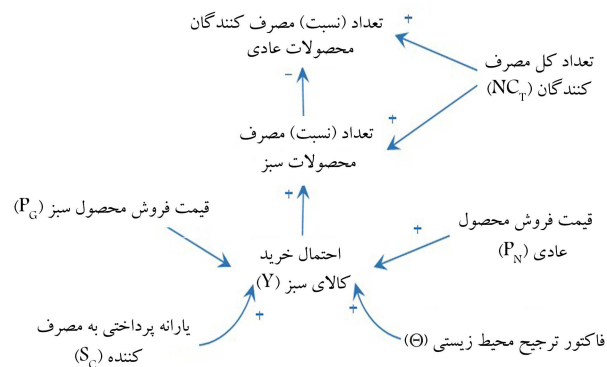 تعداد (نسبت) مصرف کنندگان
محصولات عادی
+
تعداد کل مصرف
کنندگان (NC_T)
–
+
تعداد (نسبت) مصرف
محصولات سبز
+
قیمت فروش محصول سبز (P_G)
قیمت فروش محصول
عادی (P_N)
+
احتمال خرید
کالای سبز (Y)
+
+
یارانه پرداختی به مصرف
کننده (S_C)
فاکتور ترجیح محیط زیستی (Θ)